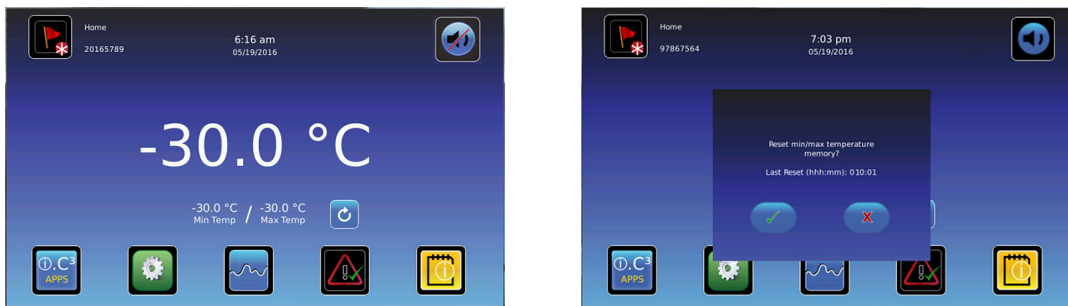 Home
20165789
6:16 am
05/19/2016
-30.0 °C
-30.0 °C / -30.0 °C
Min Temp Max Temp
i.C³
APPS
Home
97867564
7:03 pm
05/19/2016
Reset min/max temperature
memory?
Last Reset (hhh:mm): 010:01
X
i.C³
APPS